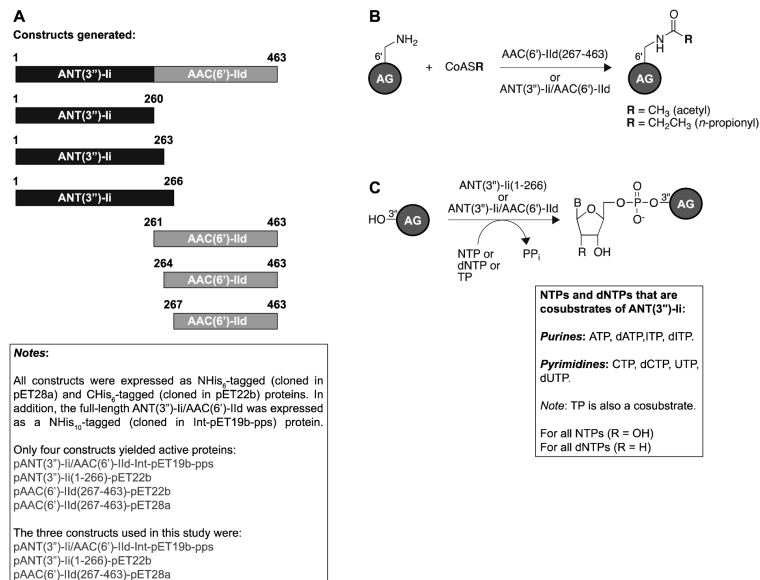 A
Constructs generated:
1 463
ANT(3")-Ii AAC(6')-IId
1 260
ANT(3")-Ii
1 263
ANT(3")-Ii
1 266
ANT(3")-Ii
261 463
AAC(6')-IId
264 463
AAC(6')-IId
267 463
AAC(6')-IId
Notes:
All constructs were expressed as NHis6-tagged (cloned in
pET28a) and CHis6-tagged (cloned in pET22b) proteins. In
addition, the full-length ANT(3")-Ii/AAC(6')-IId was expressed
as a NHis10-tagged (cloned in Int-pET19b-pps) protein.
Only four constructs yielded active proteins:
pANT(3")-Ii/AAC(6')-IId-Int-pET19b-pps
pANT(3")-Ii(1-266)-pET22b
pAAC(6')-IId(267-463)-pET22b
pAAC(6')-IId(267-463)-pET28a
The three constructs used in this study were:
pANT(3")-Ii/AAC(6')-IId-Int-pET19b-pps
pANT(3")-Ii(1-266)-pET22b
pAAC(6')-IId(267-463)-pET28a
B
NH2
6'
AG
+ CoASR
AAC(6')-IId(267-463)
or
ANT(3")-Ii/AAC(6')-IId
O
HN R
6'
AG
R = CH3 (acetyl)
R = CH2CH3 (n-propionyl)
C
HO 3" AG
ANT(3")-Ii(1-266)
or
ANT(3")-Ii/AAC(6')-IId
NTP or
dNTP or
TP
PPi
B O O P O O- O 3" AG
R OH
NTPs and dNTPs that are
cosubstrates of ANT(3")-Ii:
Purines: ATP, dATP,ITP, dITP.
Pyrimidines: CTP, dCTP, UTP,
dUTP.
Note: TP is also a cosubstrate.
For all NTPs (R = OH)
For all dNTPs (R = H)